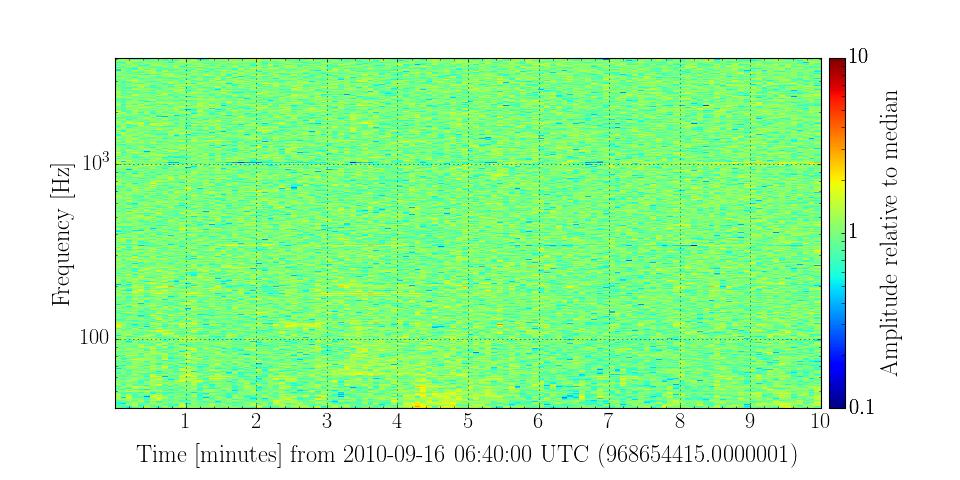 10
10³
Frequency [Hz]
1
Amplitude relative to median
100
0.1
1 2 3 4 5 6 7 8 9 10
Time [minutes] from 2010-09-16 06:40:00 UTC (968654415.0000001)